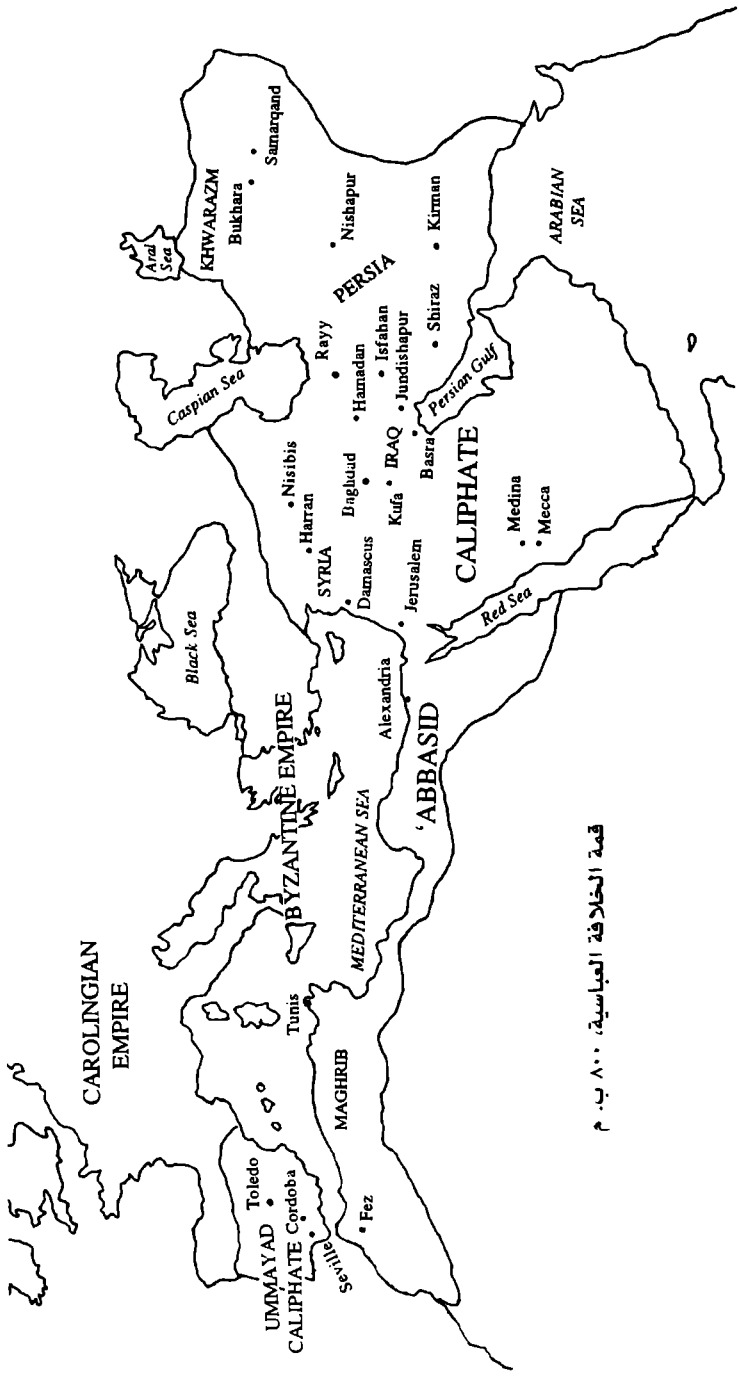 CAROLINGIAN
EMPIRE
UMMAYAD
CALIPHATE
Toledo
Cordoba
Seville
Fez
MAGHRIB
Tunis
MEDITERRANEAN SEA
BYZANTINE EMPIRE
Black Sea
Caspian Sea
Aral
Sea
KHWARAZM
Bukhara
Samarqand
Nishapur
PERSIA
Rayy
Hamadan
Isfahan
Jundishapur
Shiraz
Kirman
Nisibis
Harran
SYRIA
Baghdad
Damascus
Kufa
IRAQ
Basra
Jerusalem
Alexandria
'ABBASID
CALIPHATE
Medina
Mecca
Red Sea
Persian Gulf
ARABIAN
SEA
قمة الخلافة العباسية، ٨٠٠ ب. م